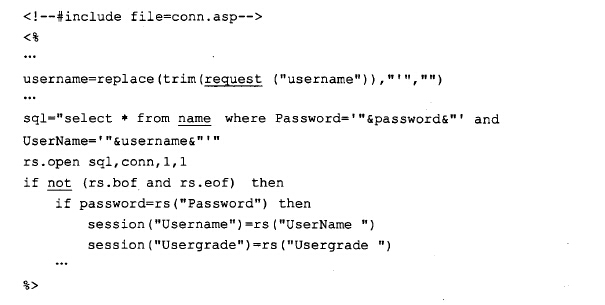 <!--#include file=conn.asp-->
<%
…
username=replace(trim(request ("username")),"'","")
…
sql="select * from name where Password='"&password&"' and
UserName='"&username&"'"
rs.open sql,conn,1,1
if not (rs.bof and rs.eof) then
if password=rs("Password") then
session("Username")=rs("UserName ")
session("Usergrade")=rs("Usergrade ")
…
%>